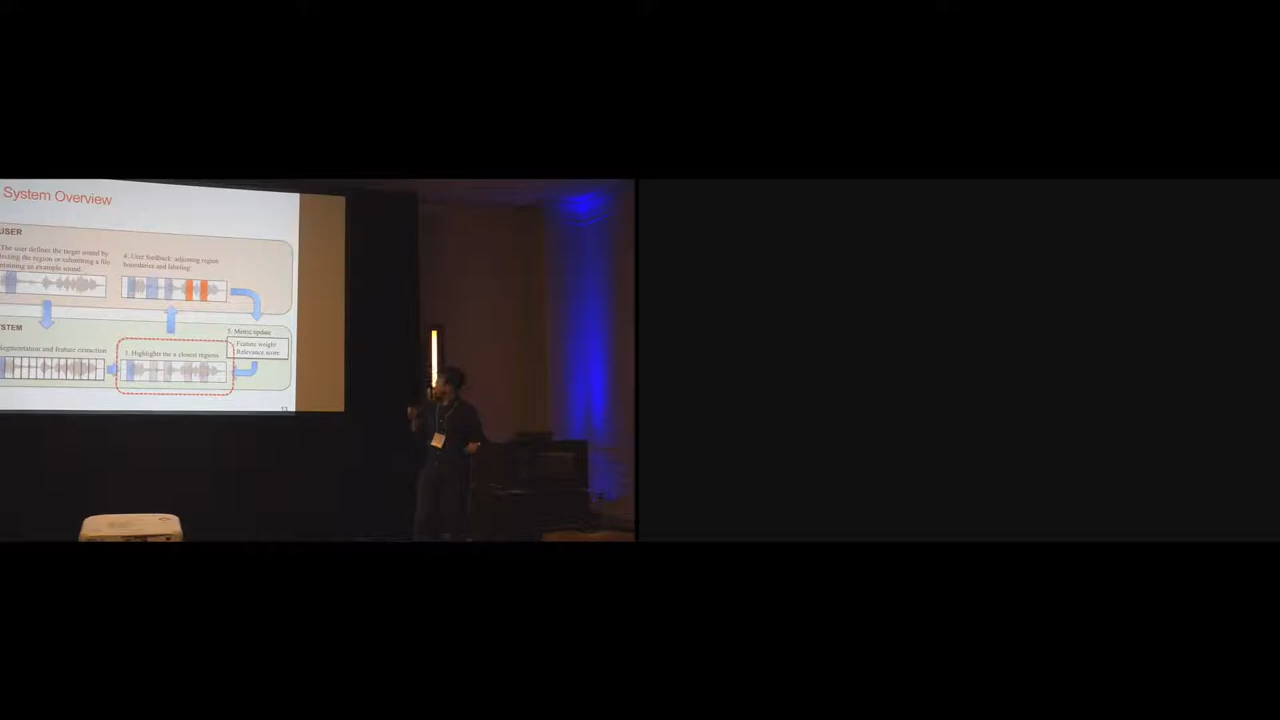 System Overview
USER
The user defines the target sound by
the region or submitting a file
an example sound.
4. User feedback: adjusting region
boundaries and labeling
5. Metric update
Feature weight
Relevance score
Segmentation and feature extraction
3. Highlights the n closest regions
13